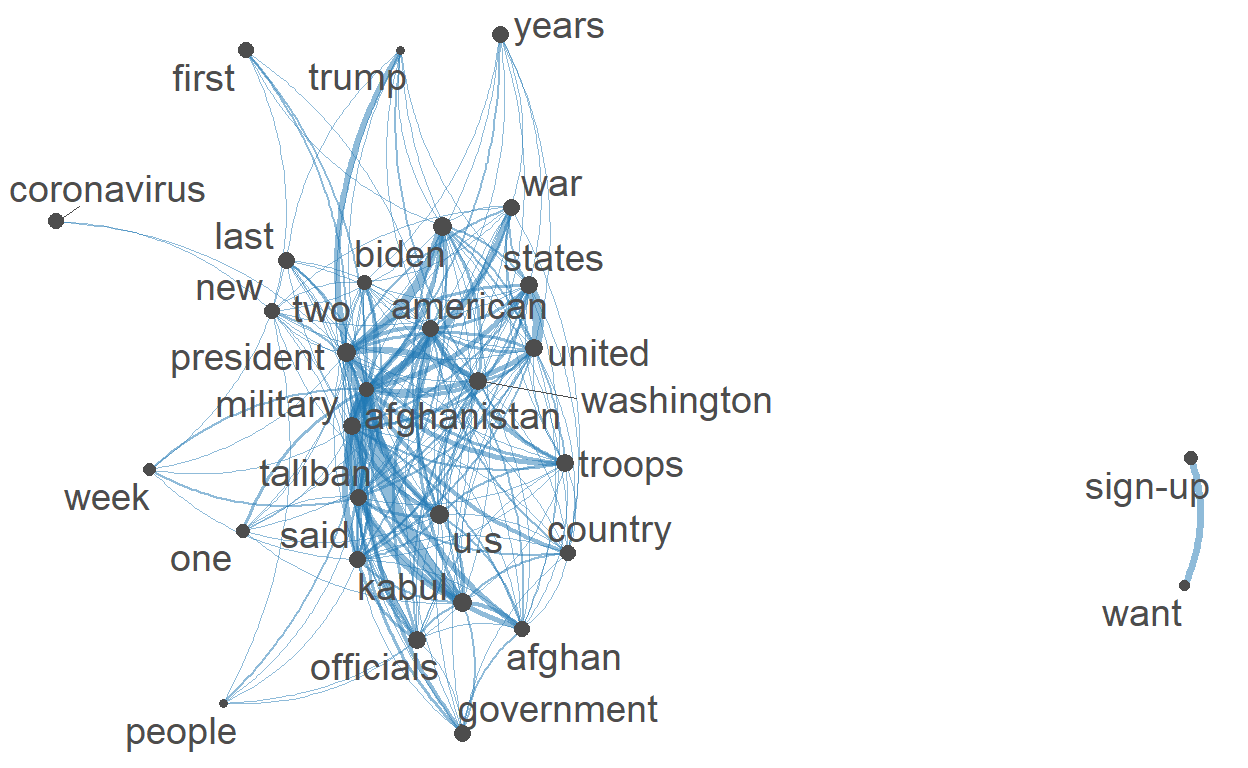 years
first
trump
war
coronavirus
last
biden
states
new
two
american
president
united
military
afghanistan
washington
taliban
troops
week
sign-up
said
u.s
country
one
kabul
want
officials
afghan
people
government